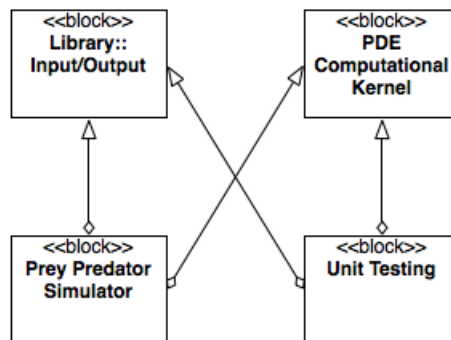 <<block>>
Library::
Input/Output
<<block>>
PDE
Computational
Kernel
<<block>>
Prey Predator
Simulator
<<block>>
Unit Testing